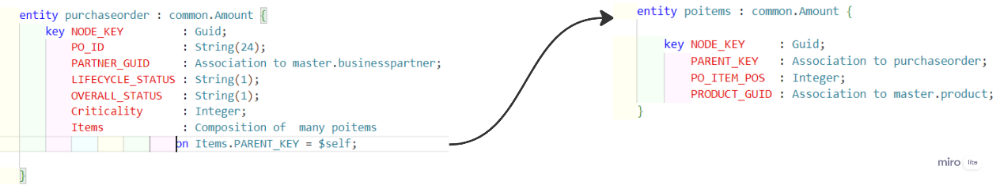 entity purchaseorder : common.Amount {
key NODE_KEY : Guid;
PO_ID : String(24);
PARTNER_GUID : Association to master.businesspartner;
LIFECYCLE_STATUS : String(1);
OVERALL_STATUS : String(1);
Criticality : Integer;
Items : Composition of many poitems
on Items.PARENT_KEY = $self;
}
entity poitems : common.Amount {
key NODE_KEY : Guid;
PARENT_KEY : Association to purchaseorder;
PO_ITEM_POS : Integer;
PRODUCT_GUID : Association to master.product;
}
miro lite